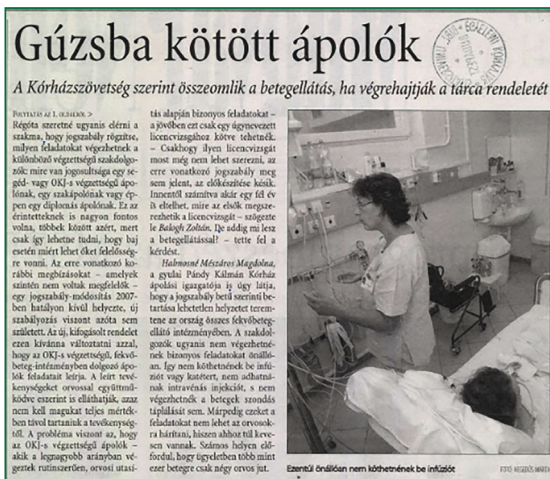 Gúzsba kötött ápolók
A Kórházszövetség szerint összeomlik a betegellátás, ha végrehajtják a tárca rendeletét
FOLYTATÁS AZ 1. OLDALRÓL >
Régóta szeretné ugyanis elérni a
szakma, hogy jogszabály rögzítse,
milyen feladatokat végezhetnek a
különböző végzettségű szakdolgo-
zók: mire van jogosultsága egy se-
géd- vagy OKJ-s végzettségű ápo-
lónak, egy szakápolónak vagy ép-
pen egy diplomás ápolónak. Ez az
érintetteknek is nagyon fontos
volna, többek között azért, mert
csak így lehetne tudni, hogy baj
esetén miért lehet őket felelősség-
re vonni. Az erre vonatkozó ko-
rábbi megbízásokat – amelyek
szintén nem voltak megfelelők –
egy jogszabály-módosítás 2007-
ben hatályon kívül helyezte, új
szabályozás viszont azóta sem
született. Az új, kifogásolt rendelet
ezen kívánna változtatni azzal,
hogy az OKJ-s végzettségű, fekvő-
beteg-intézményben dolgozó ápo-
lók feladatait leírja. A leírt tevé-
kenységeket orvossal együttmű-
ködve eszerint is elláthatják, azaz
nem kell magukat teljes mérték-
ben távol tartaniuk a tevékenység-
től. A probléma viszont az, hogy
az OKJ-s végzettségű ápolók –
akik a legnagyobb arányban vé-
geztek rutinszerűen, orvosi utasí-
tás alapján bizonyos feladatokat –
a jövőben ezt csak egy úgynevezett
licencvizsgához kötve tehetnék.
– Csakhogy ilyen licencvizsgát
most még nem lehet szerezni, az
erre vonatkozó jogszabály meg
sem jelent, az előkészítése késik.
Innentől számítva akár egy fél év
is eltelhet, mire az elsők megsze-
rezhetik a licencvizsgát – szögezte
le Balogh Zoltán. De addig mi lesz
a betegellátással? – tette fel a
kérdést.
Halmosné Mészáros Magdolna,
a gyulai Pándy Kálmán Kórház
ápolási igazgatója is úgy látja,
hogy a jogszabály betű szerinti be-
tartása lehetetlen helyzetet terem-
tene az ország összes fekvőbeteg-
ellátó intézményében. A szakdol-
gozók ugyanis nem végezhetné-
nek bizonyos feladatokat önálló-
an. Így nem köthetnének be infú-
ziót vagy katétert, nem adhatná-
nak intravénás injekciót, s nem
végezhetnék a betegek szondás
táplálását sem. Márpedig ezeket a
feladatokat nem lehet az orvosok-
ra hárítani, hiszen ahhoz túl keve-
sen vannak. Számos helyen elő-
fordul, hogy ügyeletben több mint
ezer betegre csak négy orvos jut.
Ezentúl önállóan nem köthetnének be infúziót